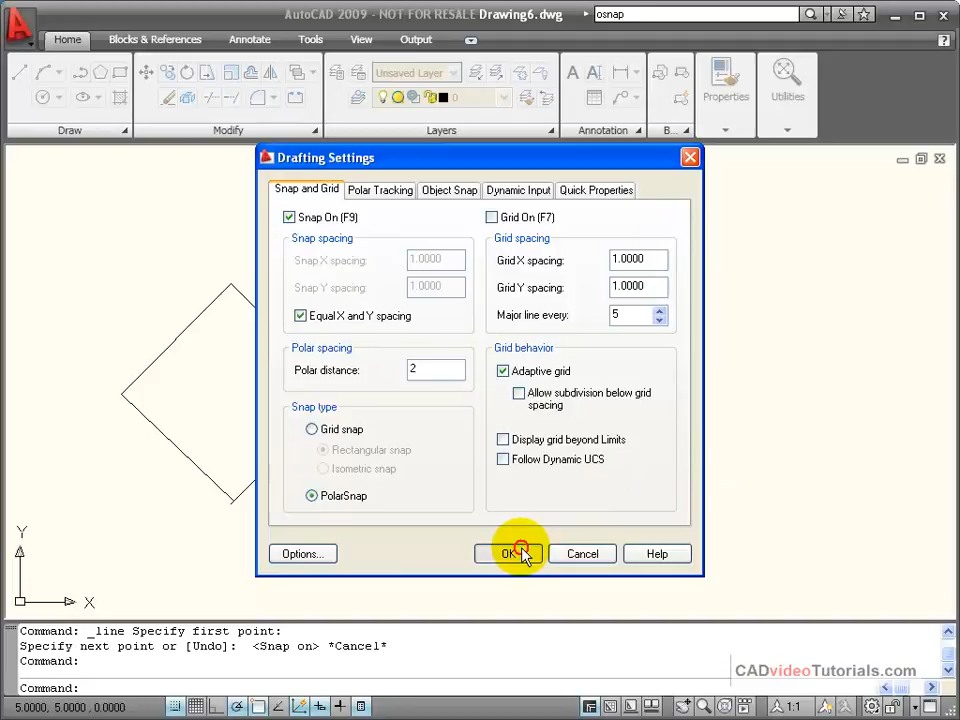 AutoCAD 2009 - NOT FOR RESALE Drawing6.dwg
osnap
Home Blocks & References Annotate Tools View Output
Unsaved Layer
0
Properties Utilities
Draw Modify Layers Annotation B...
Drafting Settings
Snap and Grid Polar Tracking Object Snap Dynamic Input Quick Properties
Snap On (F9) Grid On (F7)
Snap spacing
Snap X spacing: 1.0000
Snap Y spacing: 1.0000
Equal X and Y spacing
Grid spacing
Grid X spacing: 1.0000
Grid Y spacing: 1.0000
Major line every: 5
Polar spacing
Polar distance: 2
Snap type
Grid snap
Rectangular snap
Isometric snap
PolarSnap
Grid behavior
Adaptive grid
Allow subdivision below grid
spacing
Display grid beyond Limits
Follow Dynamic UCS
Options... OK Cancel Help
Y
X
Command: _line Specify first point:
Specify next point or [Undo]: <Snap on> *Cancel*
Command:
Command:
CADvideoTutorials.com
5.0000, 5.0000, 0.0000
1:1